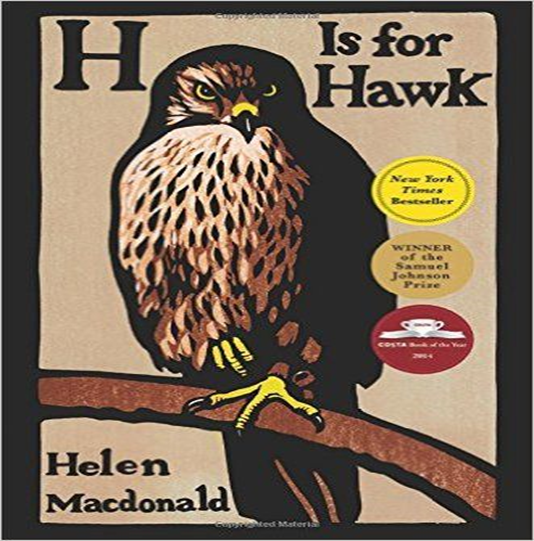 Copyrighted Material
H Is for
Hawk
New York
Times
Bestseller
WINNER
of the
Samuel
Johnson
Prize
COSTA
COSTA Book of the Year
2014
Helen
Macdonald
Copyrighted Material